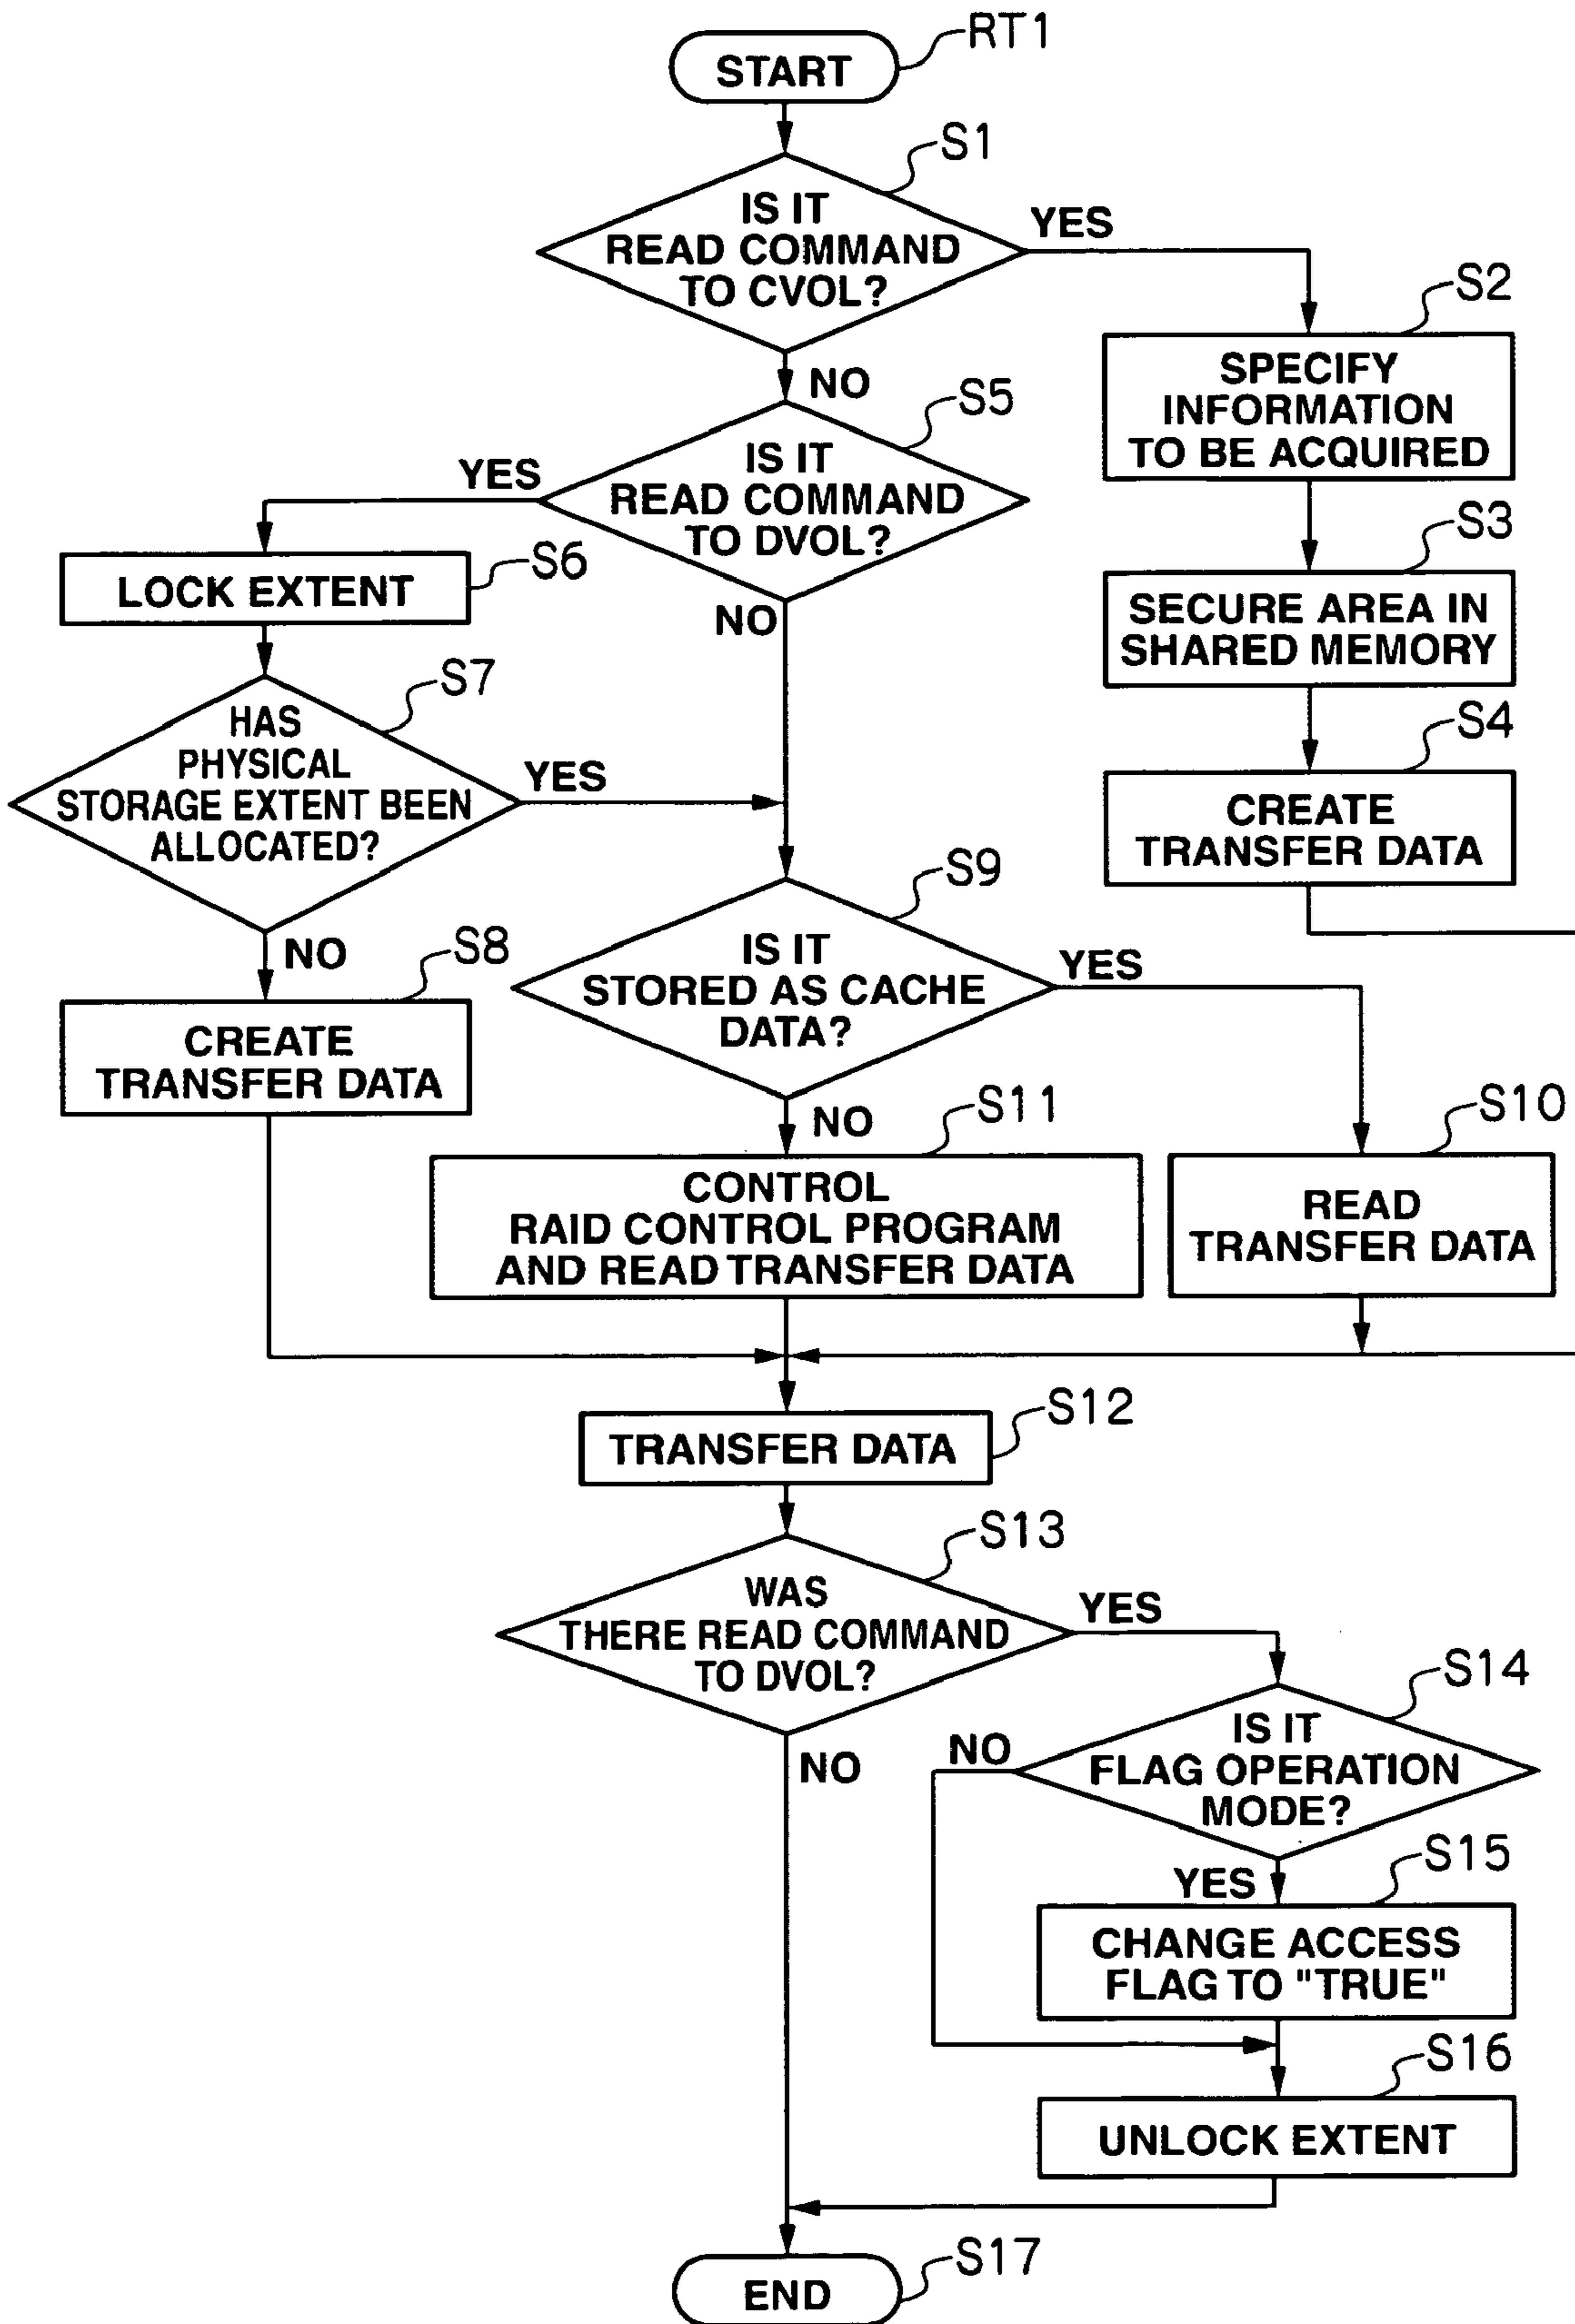 RT1
START
S1
IS IT
READ COMMAND
TO CVOL?
YES
NO
S2
SPECIFY
INFORMATION
TO BE ACQUIRED
S5
IS IT
READ COMMAND
TO DVOL?
YES
NO
S3
SECURE AREA IN
SHARED MEMORY
S6
LOCK EXTENT
S7
HAS
PHYSICAL
STORAGE EXTENT BEEN
ALLOCATED?
YES
NO
S4
CREATE
TRANSFER DATA
S9
IS IT
STORED AS CACHE
DATA?
YES
NO
S8
CREATE
TRANSFER DATA
S11
CONTROL
RAID CONTROL PROGRAM
AND READ TRANSFER DATA
S10
READ
TRANSFER DATA
S12
TRANSFER DATA
S13
WAS
THERE READ COMMAND
TO DVOL?
YES
NO
S14
IS IT
FLAG OPERATION
MODE?
NO
YES
S15
CHANGE ACCESS
FLAG TO "TRUE"
S16
UNLOCK EXTENT
S17
END